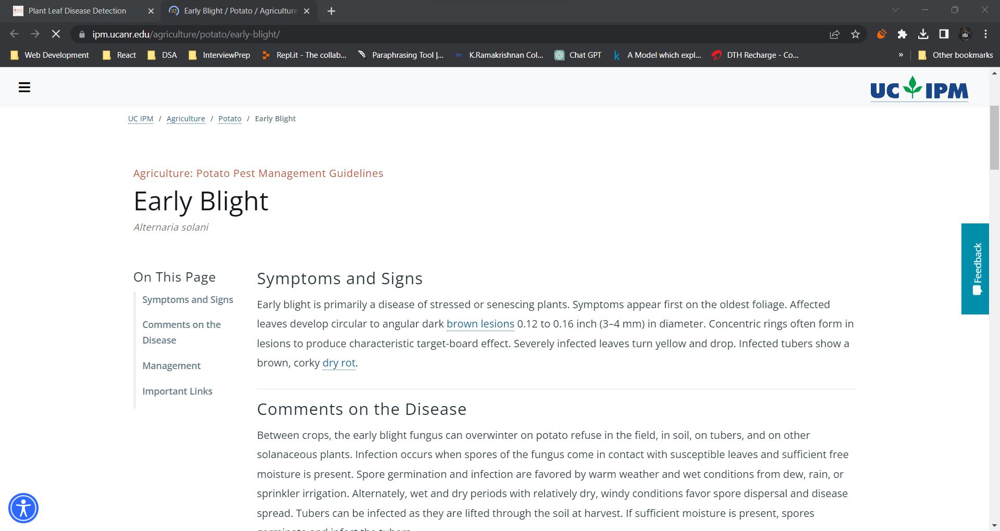 Plant Leaf Disease Detection
Early Blight / Potato / Agriculture
ipm.ucanr.edu/agriculture/potato/early-blight/
Web Development
React
DSA
InterviewPrep
Repl.it - The collab...
Paraphrasing Tool |...
K.Ramakrishnan Col...
Chat GPT
A Model which expl...
DTH Recharge - Co...
»
Other bookmarks
UC IPM
UC IPM / Agriculture / Potato / Early Blight
Agriculture: Potato Pest Management Guidelines
Early Blight
Alternaria solani
Feedback
On This Page
Symptoms and Signs
Comments on the
Disease
Management
Important Links
Symptoms and Signs
Early blight is primarily a disease of stressed or senescing plants. Symptoms appear first on the oldest foliage. Affected
leaves develop circular to angular dark brown lesions 0.12 to 0.16 inch (3–4 mm) in diameter. Concentric rings often form in
lesions to produce characteristic target-board effect. Severely infected leaves turn yellow and drop. Infected tubers show a
brown, corky dry rot.
Comments on the Disease
Between crops, the early blight fungus can overwinter on potato refuse in the field, in soil, on tubers, and on other
solanaceous plants. Infection occurs when spores of the fungus come in contact with susceptible leaves and sufficient free
moisture is present. Spore germination and infection are favored by warm weather and wet conditions from dew, rain, or
sprinkler irrigation. Alternately, wet and dry periods with relatively dry, windy conditions favor spore dispersal and disease
spread. Tubers can be infected as they are lifted through the soil at harvest. If sufficient moisture is present, spores
germinate and infect the tubers.